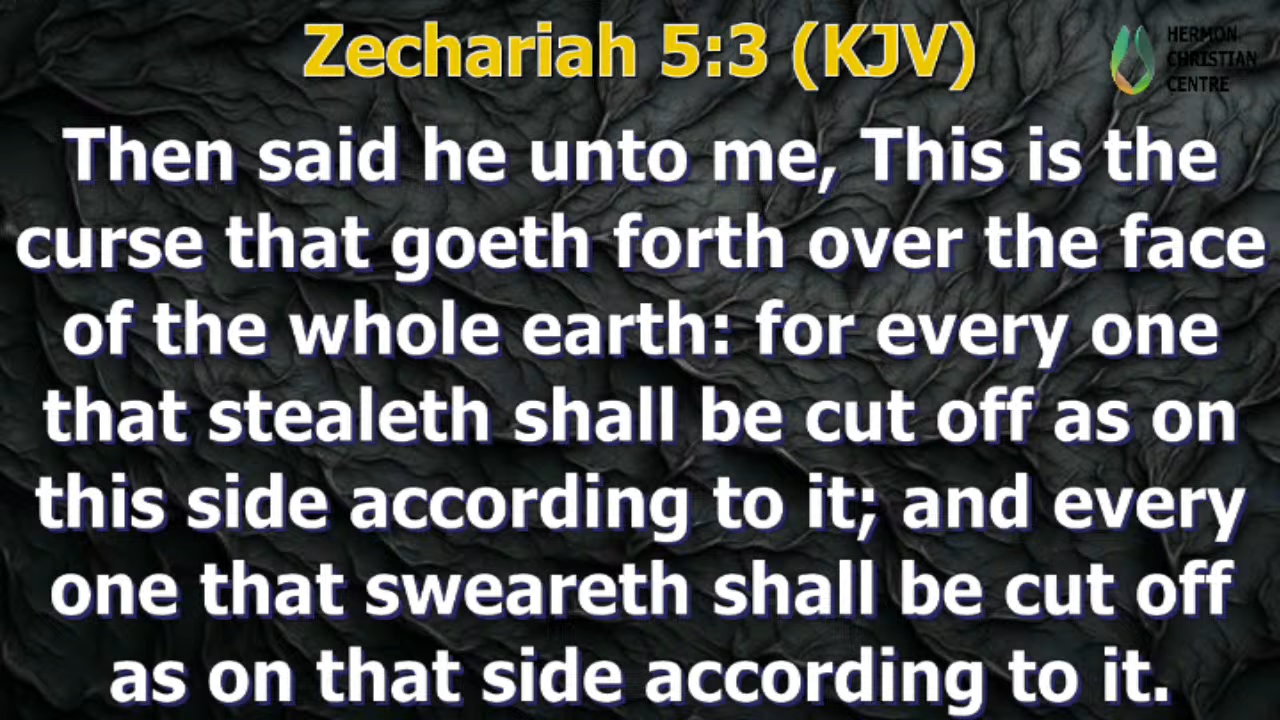 Zechariah 5:3 (KJV)
HERMON
CHRISTIAN
CENTRE
Then said he unto me, This is the
curse that goeth forth over the face
of the whole earth: for every one
that stealeth shall be cut off as on
this side according to it; and every
one that sweareth shall be cut off
as on that side according to it.